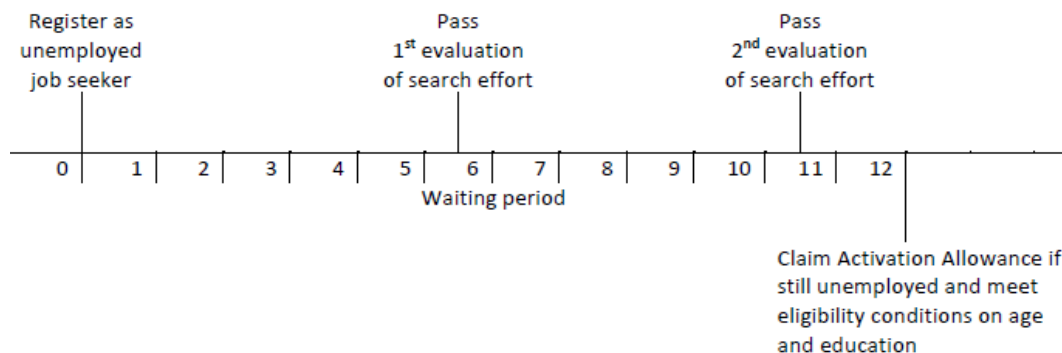 Register as
unemployed
job seeker
Pass
1st evaluation
of search effort
Pass
2nd evaluation
of search effort
0 1 2 3 4 5 6 7 8 9 10 11 12
Waiting period
Claim Activation Allowance if
still unemployed and meet
eligibility conditions on age
and education